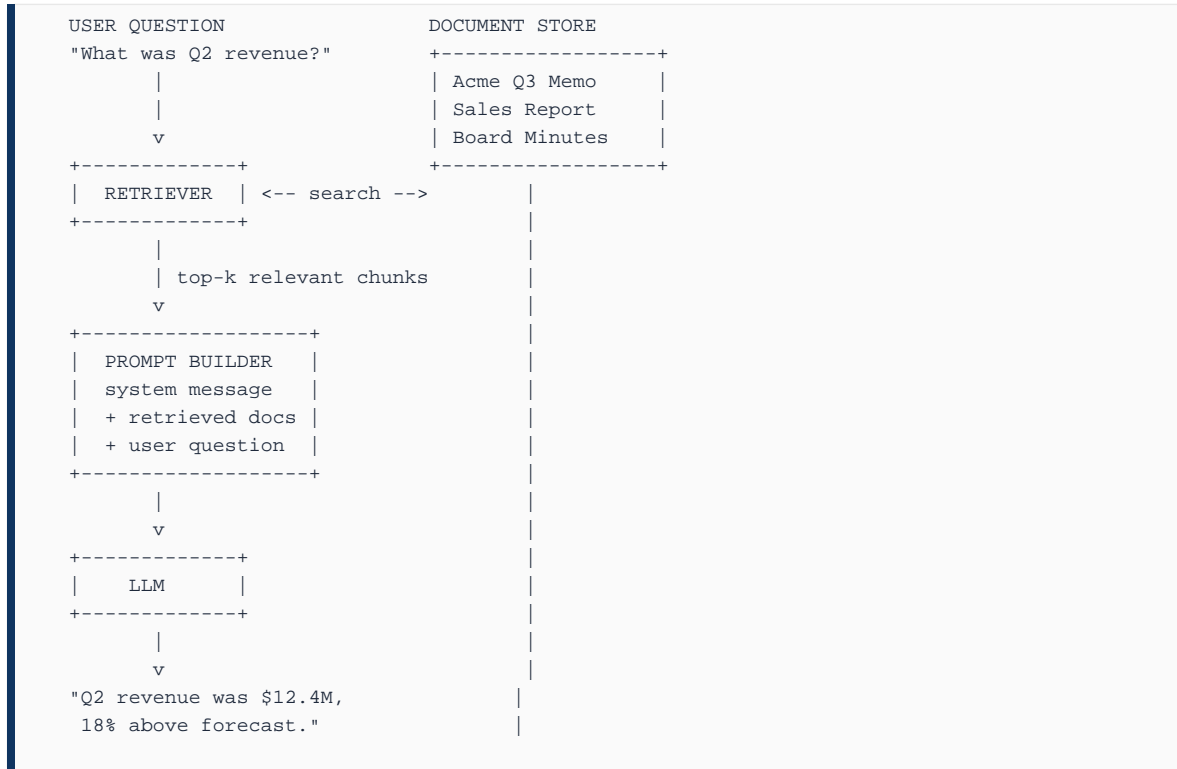 USER QUESTION                 DOCUMENT STORE
"What was Q2 revenue?"        +------------------+
       |                      | Acme Q3 Memo     |
       |                      | Sales Report     |
       v                      | Board Minutes    |
+-------------+               +------------------+
|  RETRIEVER  | <-- search -->        |
+-------------+                       |
       |                              |
       | top-k relevant chunks        |
       v                              |
+-------------------+                 |
|  PROMPT BUILDER   |                 |
|  system message   |                 |
|  + retrieved docs |                 |
|  + user question  |                 |
+-------------------+                 |
       |                              |
       v                              |
+-------------+                       |
|    LLM      |                       |
+-------------+                       |
       |                              |
       v                              |
"Q2 revenue was $12.4M,              |
 18% above forecast."                |